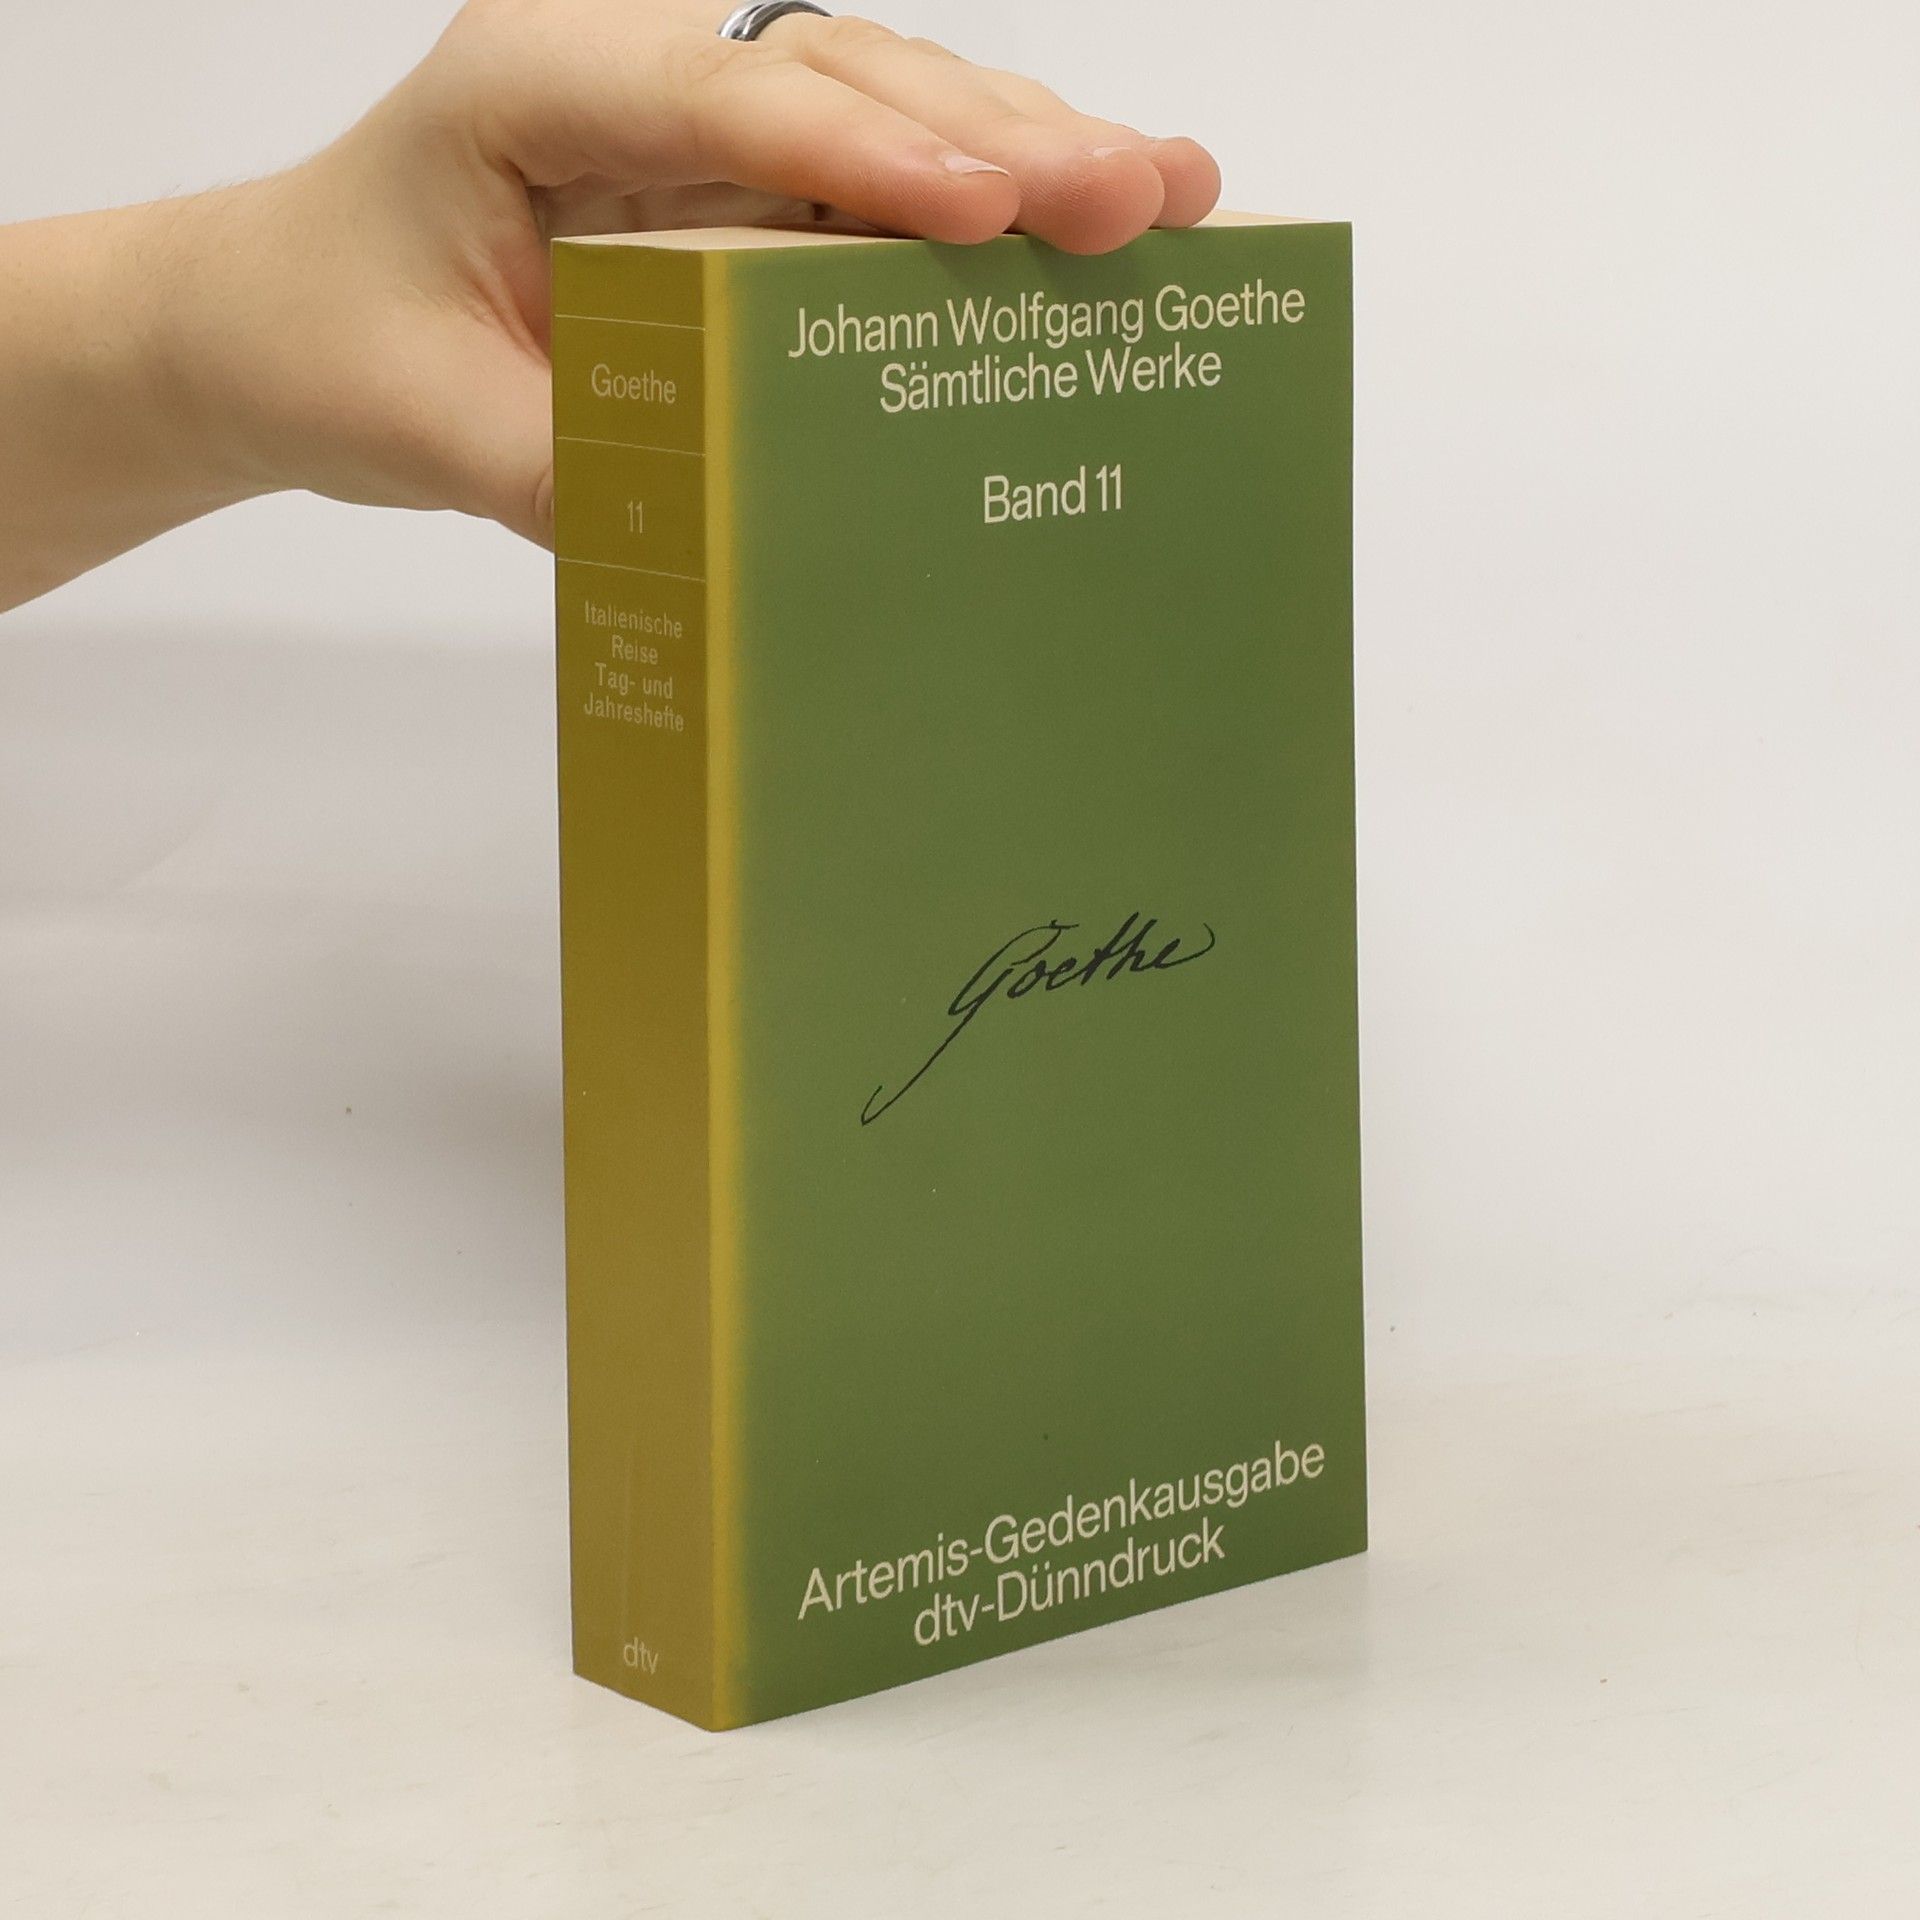 Johann Wolfgang Goethe
Sämtliche Werke
Band 11
Goethe
Artemis-Gedenkausgabe
dtv-Dünndruck
Goethe
11
Italienische
Reise
Tag- und
Jahreshefte
dtv